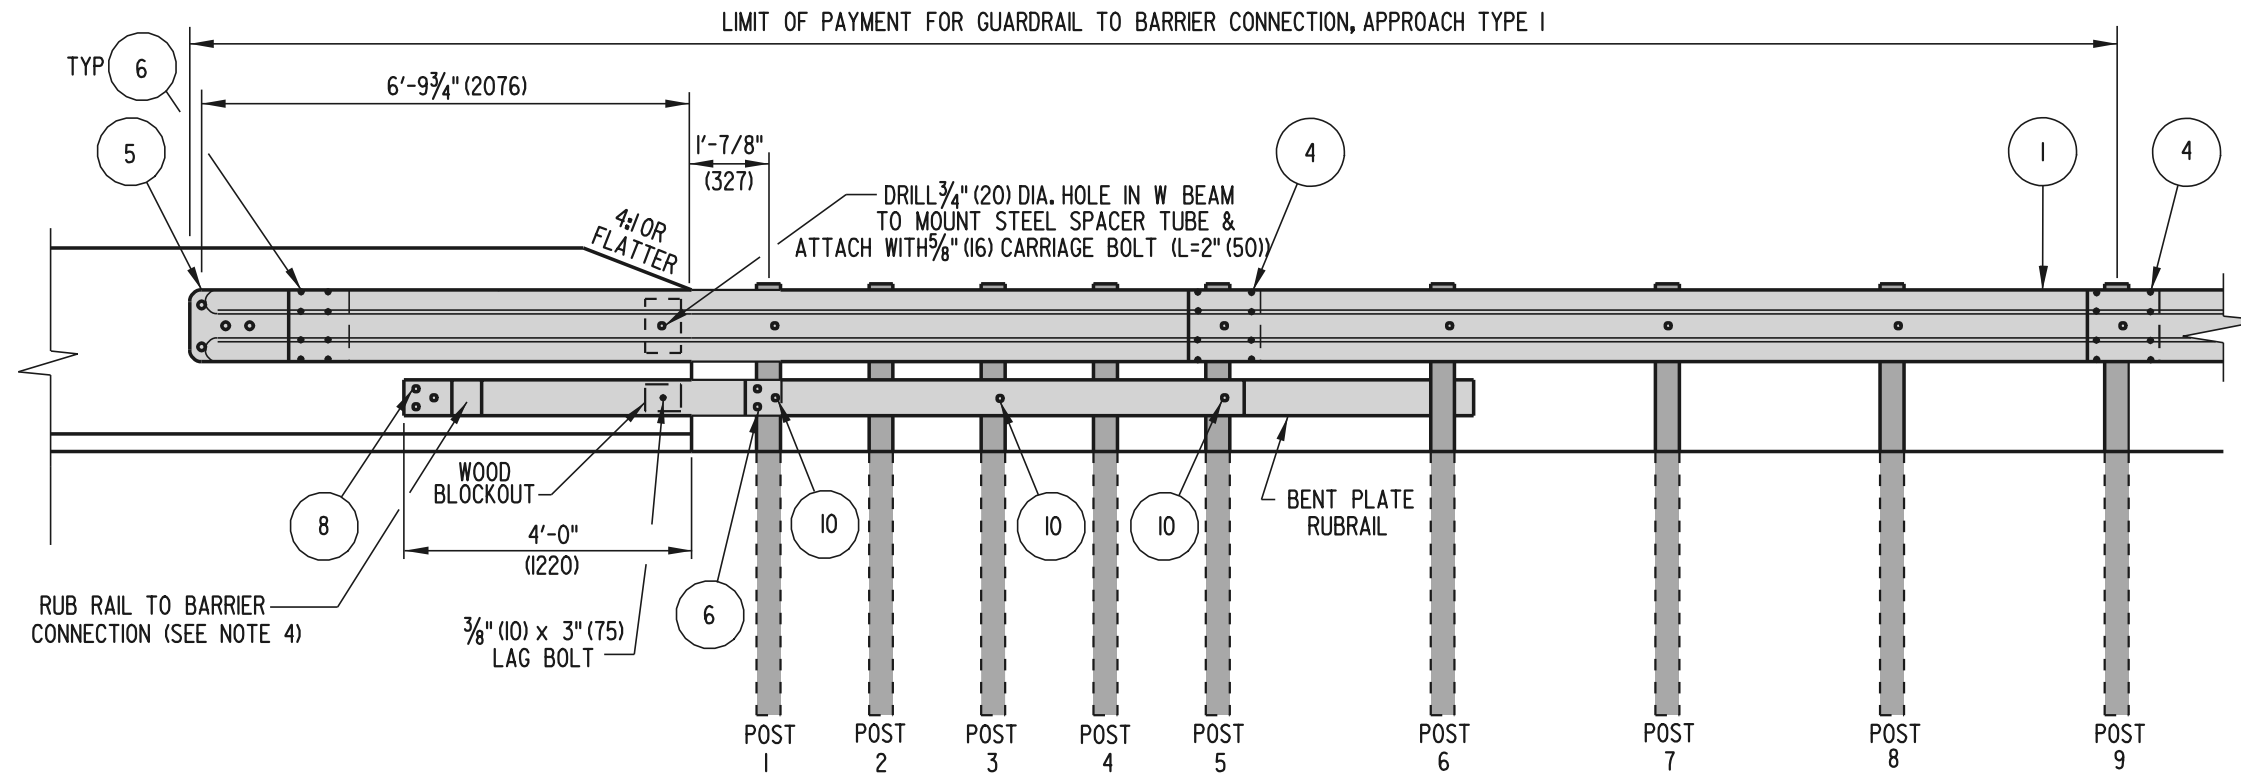 LIMIT OF PAYMENT FOR GUARDRAIL TO BARRIER CONNECTION, APPROACH TYPE I
TYP 6
6'-9¾" (2076)
5
1'-7/8"
(327)
4
1
4
DRILL ¾" (20) DIA. HOLE IN W BEAM
TO MOUNT STEEL SPACER TUBE &
ATTACH WITH ⅝" (16) CARRIAGE BOLT (L=2" (50))
4:1 OR
FLATTER
WOOD
BLOCKOUT
8
10
10
10
BENT PLATE
RUBRAIL
4'-0"
(1220)
6
RUB RAIL TO BARRIER
CONNECTION (SEE NOTE 4)
⅜" (10) x 3" (75)
LAG BOLT
POST
1
POST
2
POST
3
POST
4
POST
5
POST
6
POST
7
POST
8
POST
9